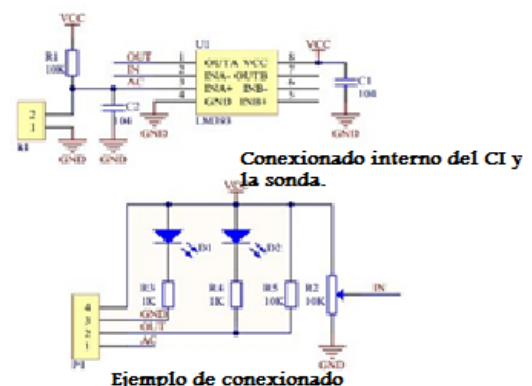 VCC
R1
10K
OUT
IN
AC
U1
1
2
3
4
OUTA VCC
INA- OUTB
INA+ INB-
GND INB+
LM393
8
7
6
5
VCC
C1
104
GND
C2
104
2
1
GND
GND
GND
Conexionado interno del CI y
la sonda.
VCC
D1
D2
R3
1K
R4
1K
R5
10K
R2
10K
IN
4
3
2
1
GND
OUT
AC
P1
GND
Ejemplo de conexionado